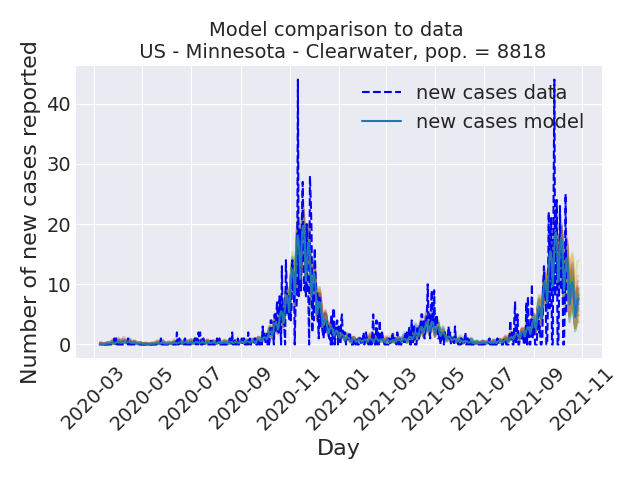 Model comparison to data
US - Minnesota - Clearwater, pop. = 8818
Number of new cases reported
40
30
20
10
0
new cases data
new cases model
2020-03
2020-05
2020-07
2020-09
2020-11
2021-01
2021-03
2021-05
2021-07
2021-09
2021-11
Day